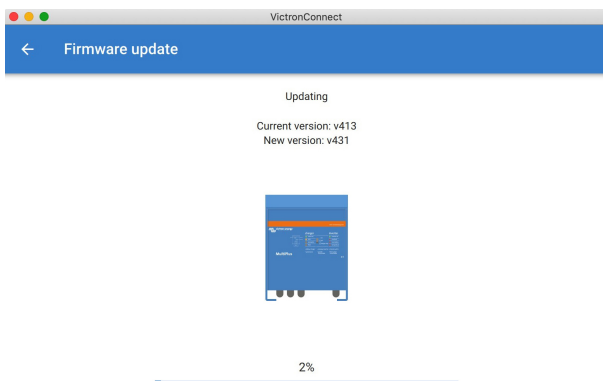 VictronConnect
Firmware update
Updating
Current version: v413
New version: v431
MultiPlus
2%